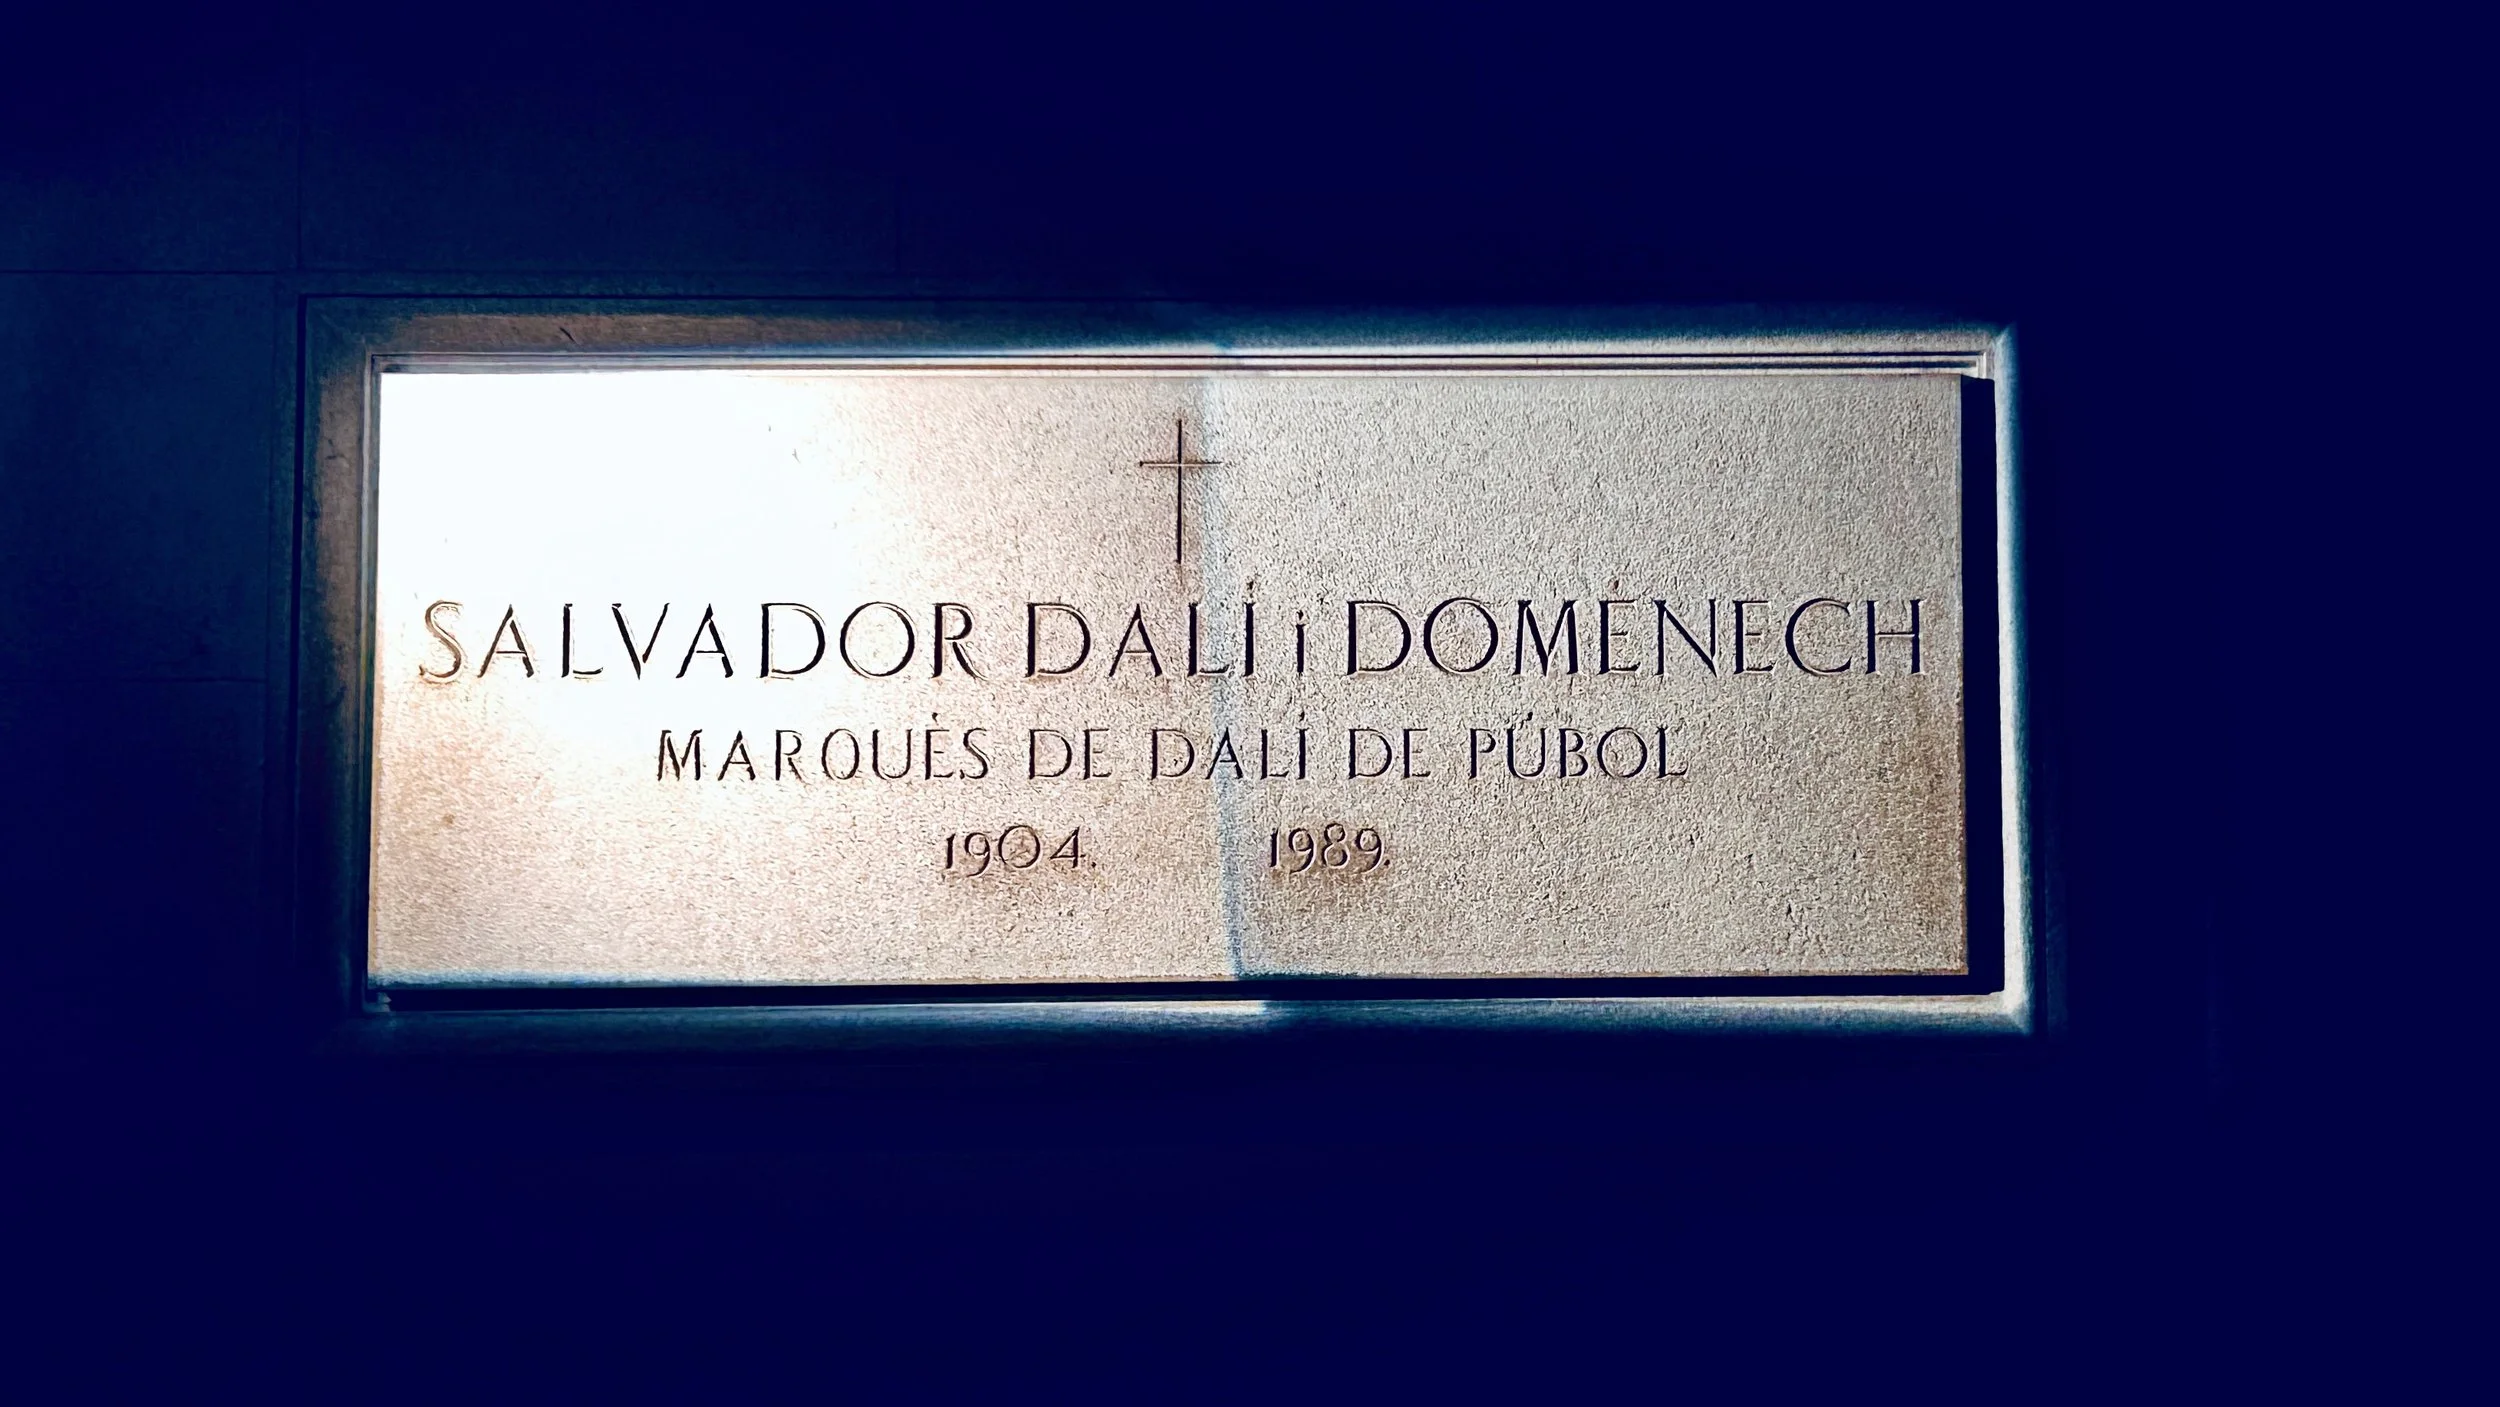 SALVADOR DALÍ i DOMÈNECH
MARQUÈS DE DALÍ DE PÚBOL
1904. 1989.